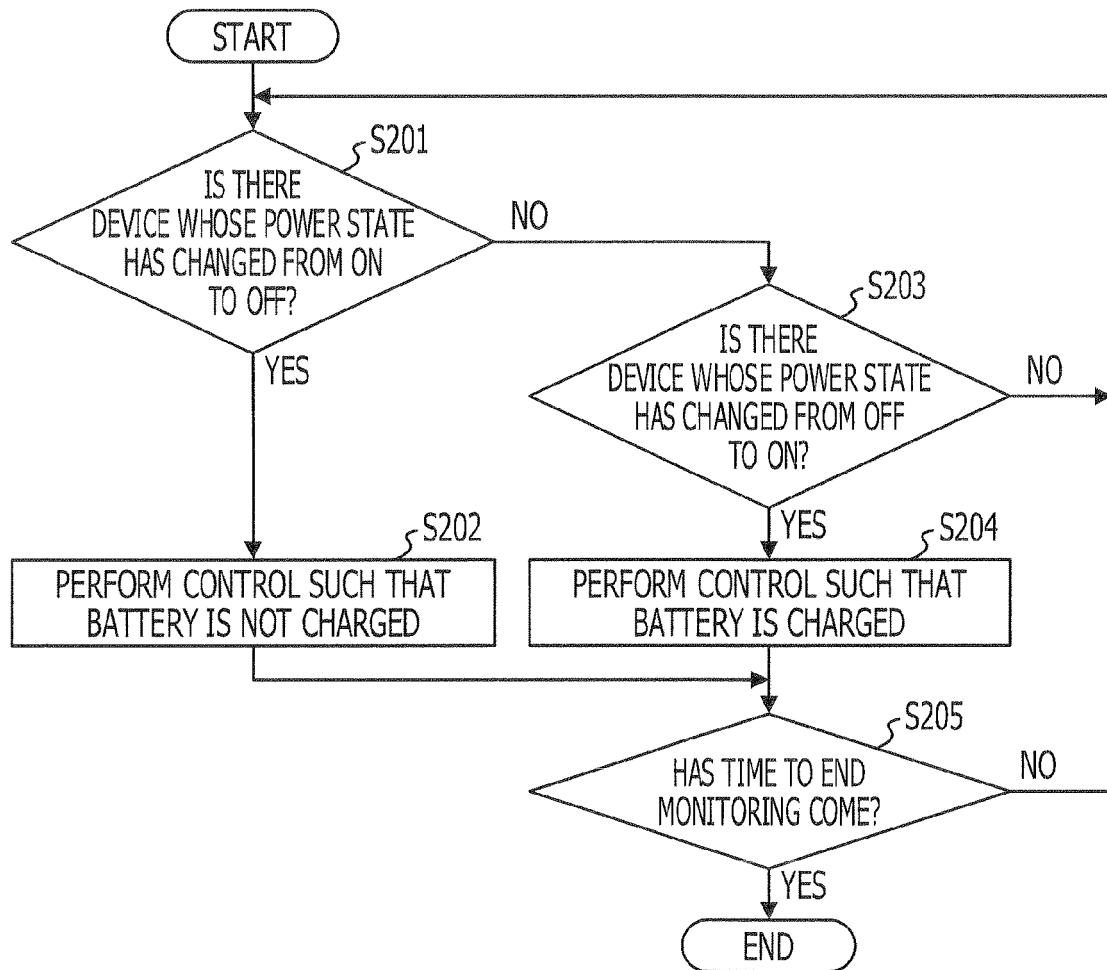 START
S201
IS THERE
DEVICE WHOSE POWER STATE
HAS CHANGED FROM ON
TO OFF?
NO
YES
S203
IS THERE
DEVICE WHOSE POWER STATE
HAS CHANGED FROM OFF
TO ON?
NO
YES
S202
PERFORM CONTROL SUCH THAT
BATTERY IS NOT CHARGED
S204
PERFORM CONTROL SUCH THAT
BATTERY IS CHARGED
S205
HAS TIME TO END
MONITORING COME?
NO
YES
END